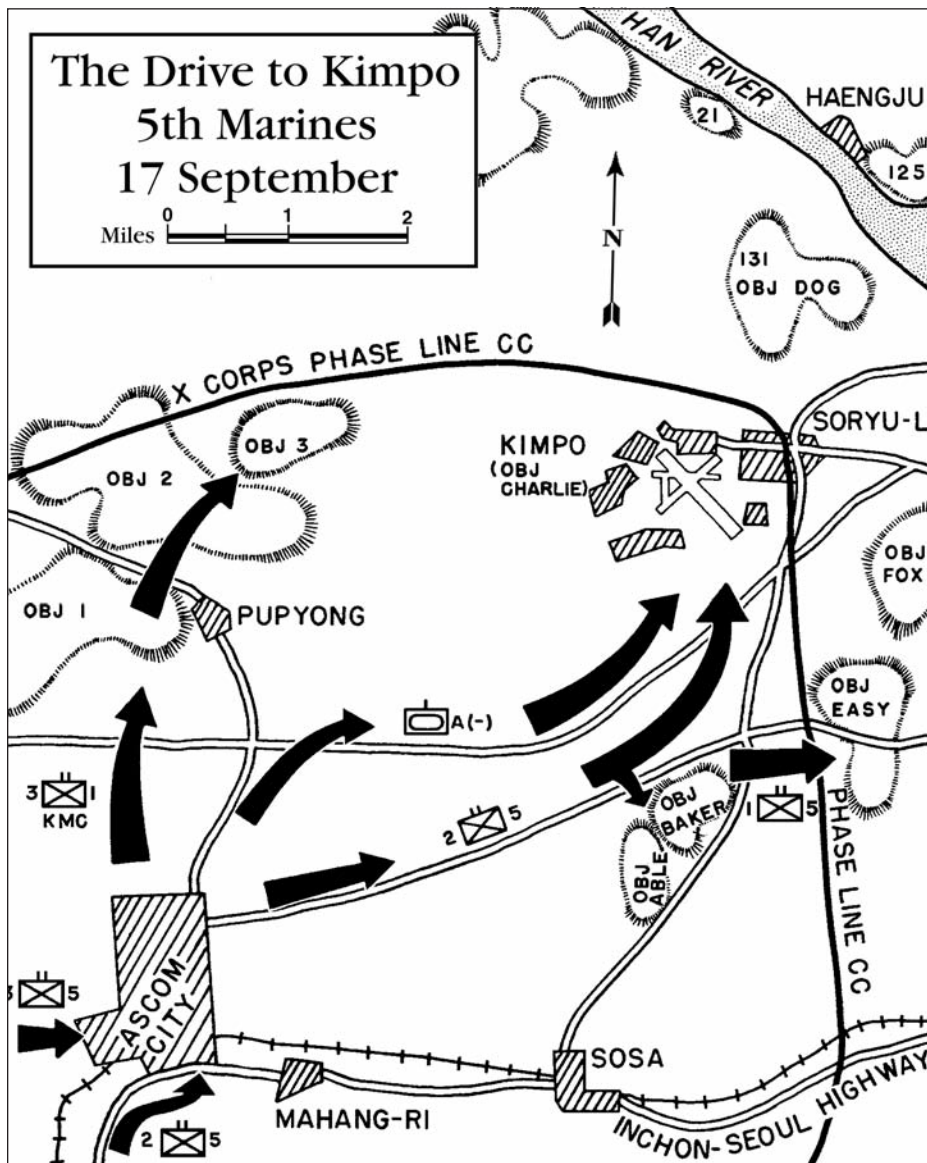 The Drive to Kimpo
5th Marines
17 September
0 1 2
Miles
HAN RIVER
HAENGJU
21
125
N
131
OBJ DOG
X CORPS PHASE LINE CC
OBJ 3
OBJ 2
KIMPO
(OBJ
CHARLIE)
SORYU-L
OBJ 1
PUPYONG
OBJ
FOX
OBJ
EASY
A(-)
3 1
KMC
2 5
OBJ
BAKER
1 5
OBJ
ABLE
PHASE LINE CC
3 5
ASCOM
CITY
SOSA
MAHANG-RI
2 5
INCHON-SEOUL HIGHWAY